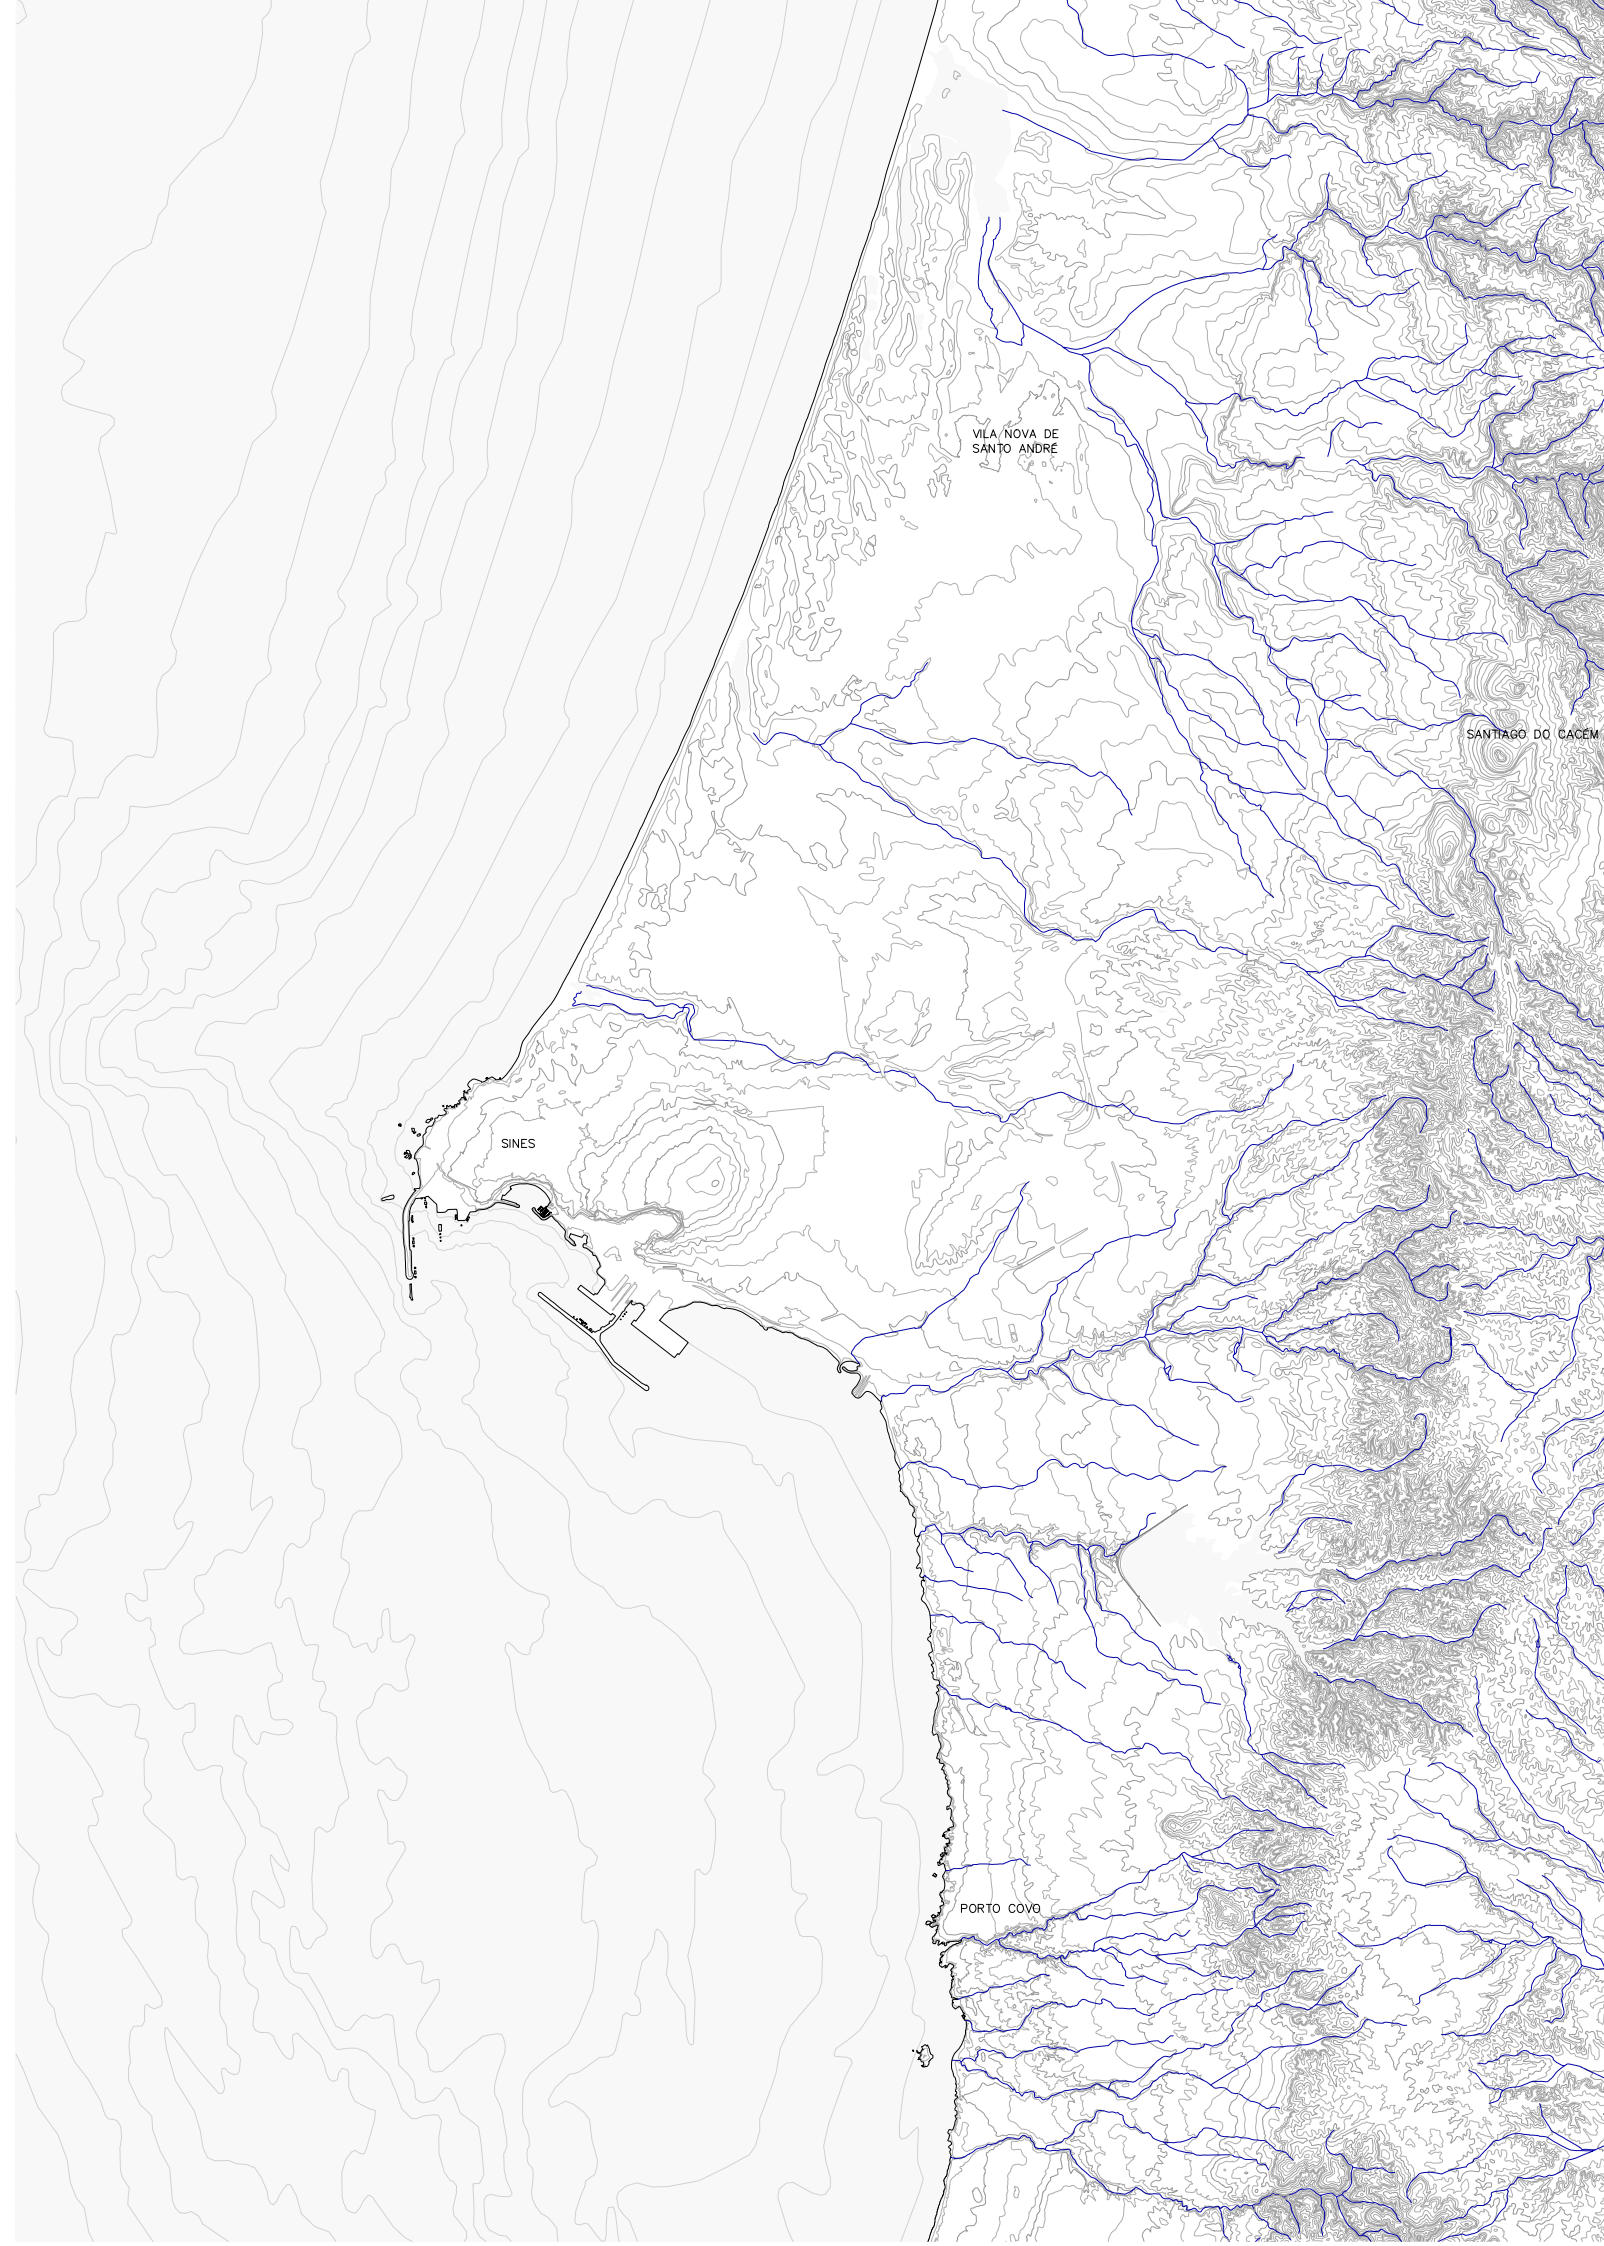 VILA NOVA DE
SANTO ANDRÉ
SANTIAGO DO CACÉM
SINES
PORTO COVO